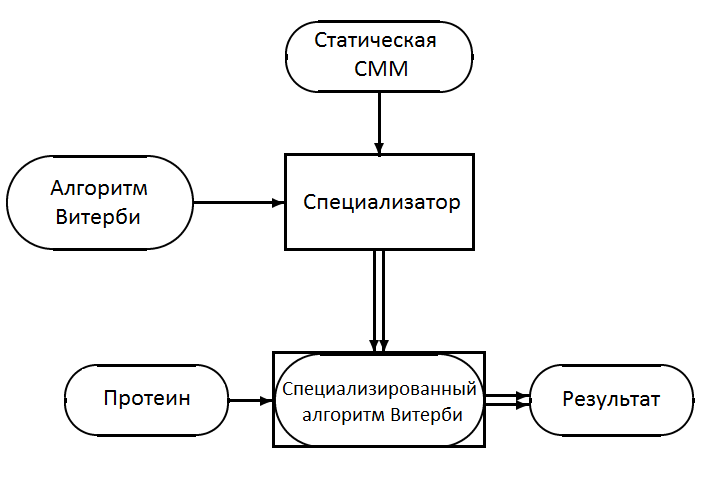 Статическая
СММ
Алгоритм
Витерби
Специализатор
Протеин
Специализированный
алгоритм Витерби
Результат